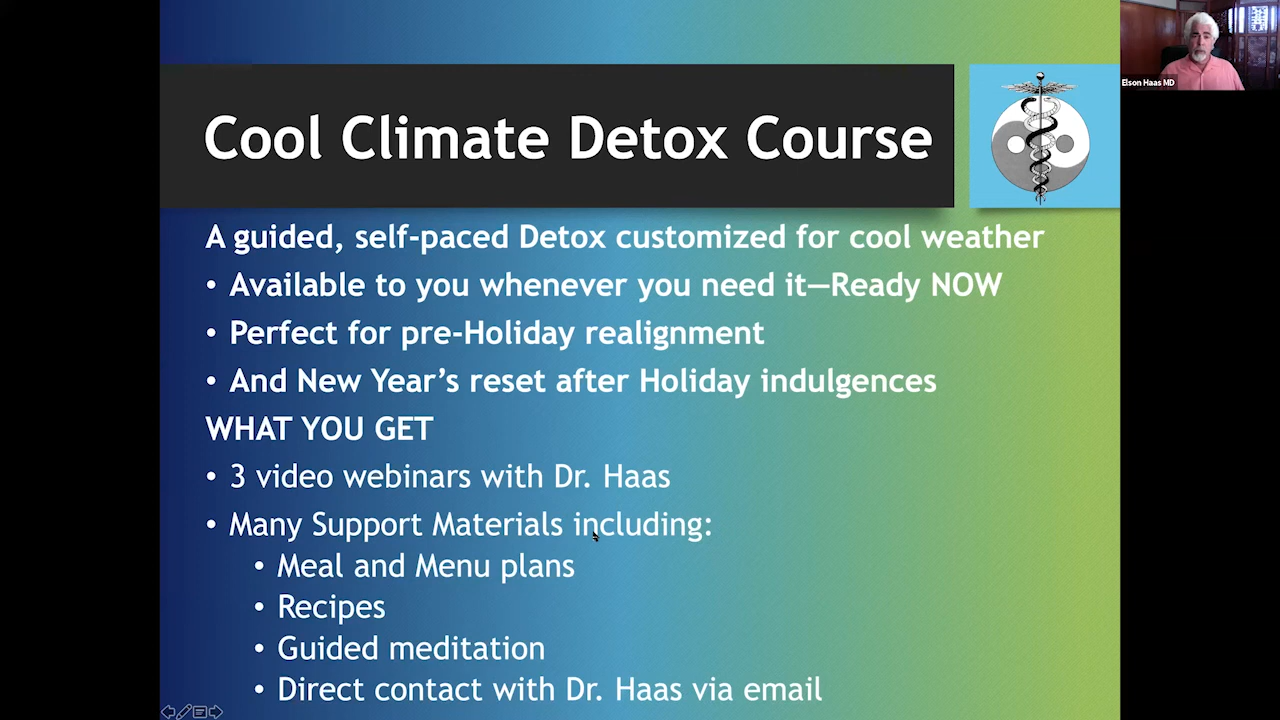 Cool Climate Detox Course
Elson Haas MD
A guided, self-paced Detox customized for cool weather
• Available to you whenever you need it—Ready NOW
• Perfect for pre-Holiday realignment
• And New Year’s reset after Holiday indulgences
WHAT YOU GET
• 3 video webinars with Dr. Haas
• Many Support Materials including:
• Meal and Menu plans
• Recipes
• Guided meditation
• Direct contact with Dr. Haas via email